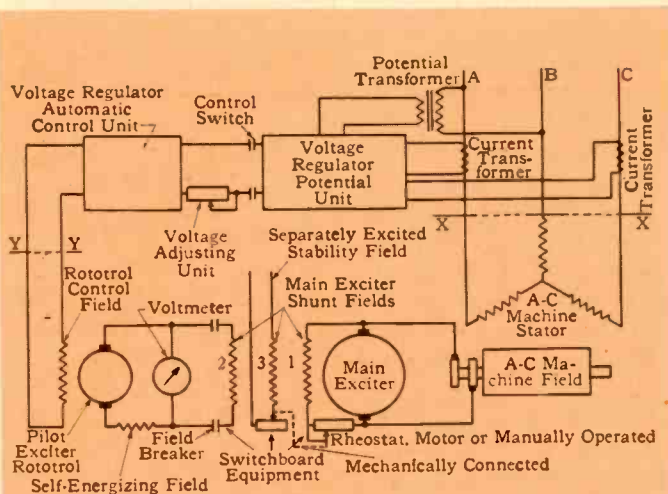 Potential
Transformer
A
B
C
Voltage Regulator
Automatic
Control Unit
Control
Switch
Voltage
Regulator
Potential
Unit
Current
Trans-
former
Current
Transformer
X
X
Voltage
Adjusting
Unit
Separately Excited
Stability Field
Y
Y
Rototrol
Control
Field
Voltmeter
Main Exciter
Shunt Fields
A-C
Machine
Stator
2
3
1
Main
Exciter
A-C Ma-
chine Field
Pilot
Exciter
Rototrol
Field
Breaker
Switchboard
Equipment
Rheostat, Motor or Manually Operated
Mechanically Connected
Self-Energizing Field